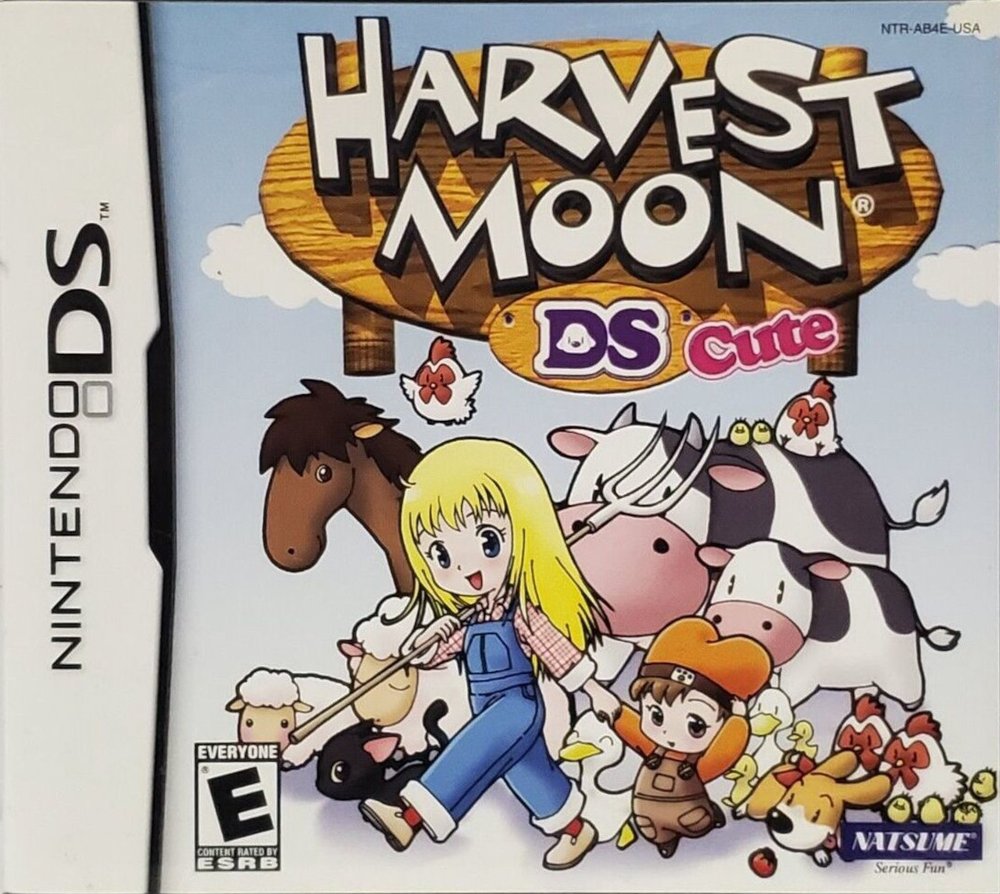 NTR-AB4E-USA
HARVEST
MOON®
DS Cute
NINTENDO DS™
EVERYONE
E®
CONTENT RATED BY
ESRB
NATSUME®
Serious Fun®